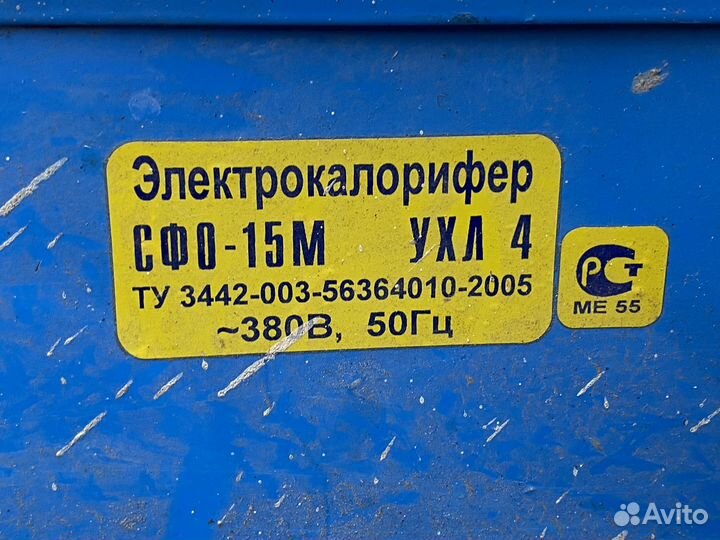 Электрокалорифер
СФО-15М УХЛ 4
ТУ 3442-003-56364010-2005
~380В, 50Гц
РСТ
МЕ 55
Avito